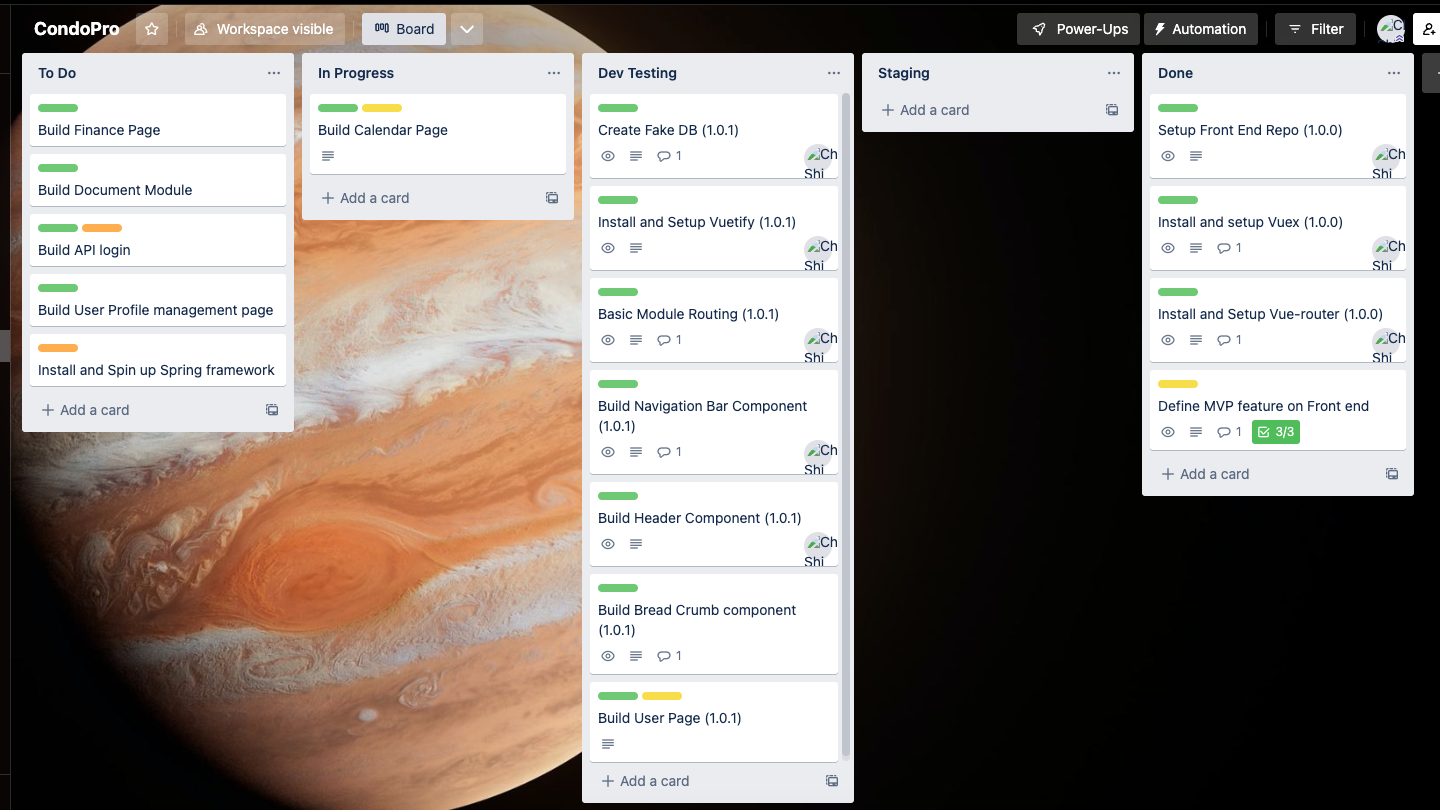 CondoPro
Workspace visible
Board
Power-Ups
Automation
Filter
To Do
Build Finance Page
Build Document Module
Build API login
Build User Profile management page
Install and Spin up Spring framework
Add a card
In Progress
Build Calendar Page
Add a card
Dev Testing
Create Fake DB (1.0.1)
1
Ch
Shi
Install and Setup Vuetify (1.0.1)
Ch
Shi
Basic Module Routing (1.0.1)
1
Ch
Shi
Build Navigation Bar Component
(1.0.1)
1
Ch
Shi
Build Header Component (1.0.1)
Ch
Shi
Build Bread Crumb component
(1.0.1)
1
Build User Page (1.0.1)
Add a card
Staging
Add a card
Done
Setup Front End Repo (1.0.0)
Ch
Shi
Install and setup Vuex (1.0.0)
1
Ch
Shi
Install and Setup Vue-router (1.0.0)
1
Ch
Shi
Define MVP feature on Front end
1
3/3
Add a card